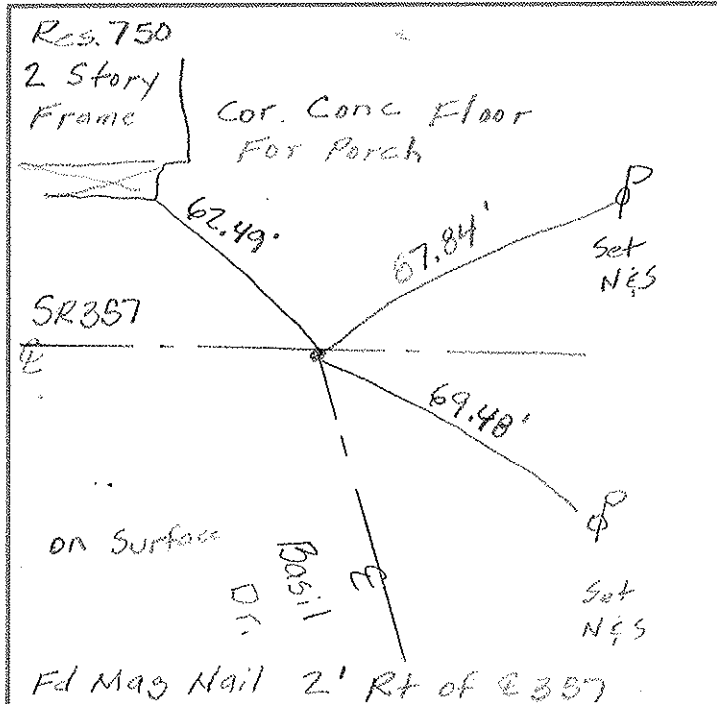 Res. 750
2 Story
Frame
Cor. Conc Floor
For Porch
62.49'
67.84'
Set
N&S
SR357
℄
69.48'
on Surface
Basil
Dr.
℄
Set
N&S
Fd Mag Nail 2' Rt of ℄ 357